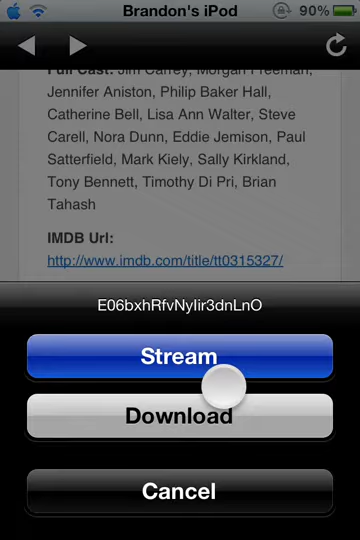 Brandon's iPod 90%
Full Cast: Jim Carrey, Morgan Freeman,
Jennifer Aniston, Philip Baker Hall,
Catherine Bell, Lisa Ann Walter, Steve
Carell, Nora Dunn, Eddie Jemison, Paul
Satterfield, Mark Kiely, Sally Kirkland,
Tony Bennett, Timothy Di Pri, Brian
Tahash
IMDB Url:
http://www.imdb.com/title/tt0315327/
E06bxhRfvNylir3dnLnO
Stream
Download
Cancel